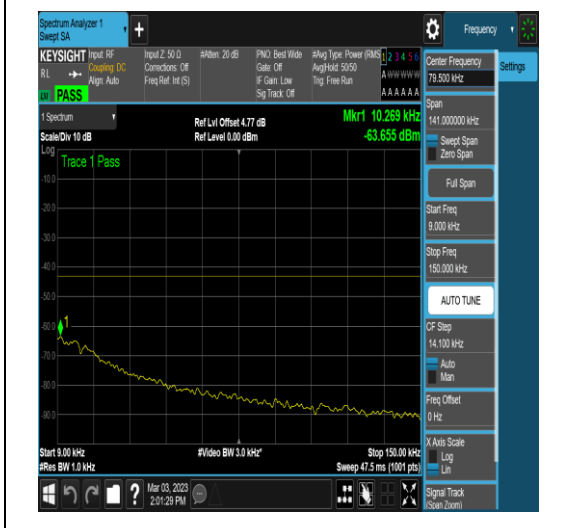 Spectrum Analyzer 1
Swept SA
+
Frequency
KEYSIGHT
RL
PASS
Input: RF
Coupling: DC
Align: Auto
Input Z: 50 Ω
Corrections: Off
Freq Ref: Int (S)
#Atten: 20 dB
PNO: Best Wide
Gate: Off
IF Gain: Low
Sig Track: Off
#Avg Type: Power (RMS
Avg|Hold: 50/50
Trig: Free Run
1 2 3 4 5 6
A W W W W W
A A A A A A
Center Frequency
79.500 kHz
Settings
Span
141.000000 kHz
Swept Span
Zero Span
Full Span
Start Freq
9.000 kHz
Stop Freq
150.000 kHz
AUTO TUNE
CF Step
14.100 kHz
Auto
Man
Freq Offset
0 Hz
X Axis Scale
Log
Lin
Signal Track
(Span Zoom)
1 Spectrum
Scale/Div 10 dB
Ref Lvl Offset 4.77 dB
Ref Level 0.00 dBm
Mkr1 10.269 kHz
-63.655 dBm
Log
Trace 1 Pass
-10.0
-20.0
-30.0
-40.0
-50.0
-60.0
1
-70.0
-80.0
-90.0
Start 9.00 kHz
#Res BW 1.0 kHz
#Video BW 3.0 kHz*
Stop 150.00 kHz
Sweep 47.5 ms (1001 pts)
?
Mar 03, 2023
2:01:29 PM